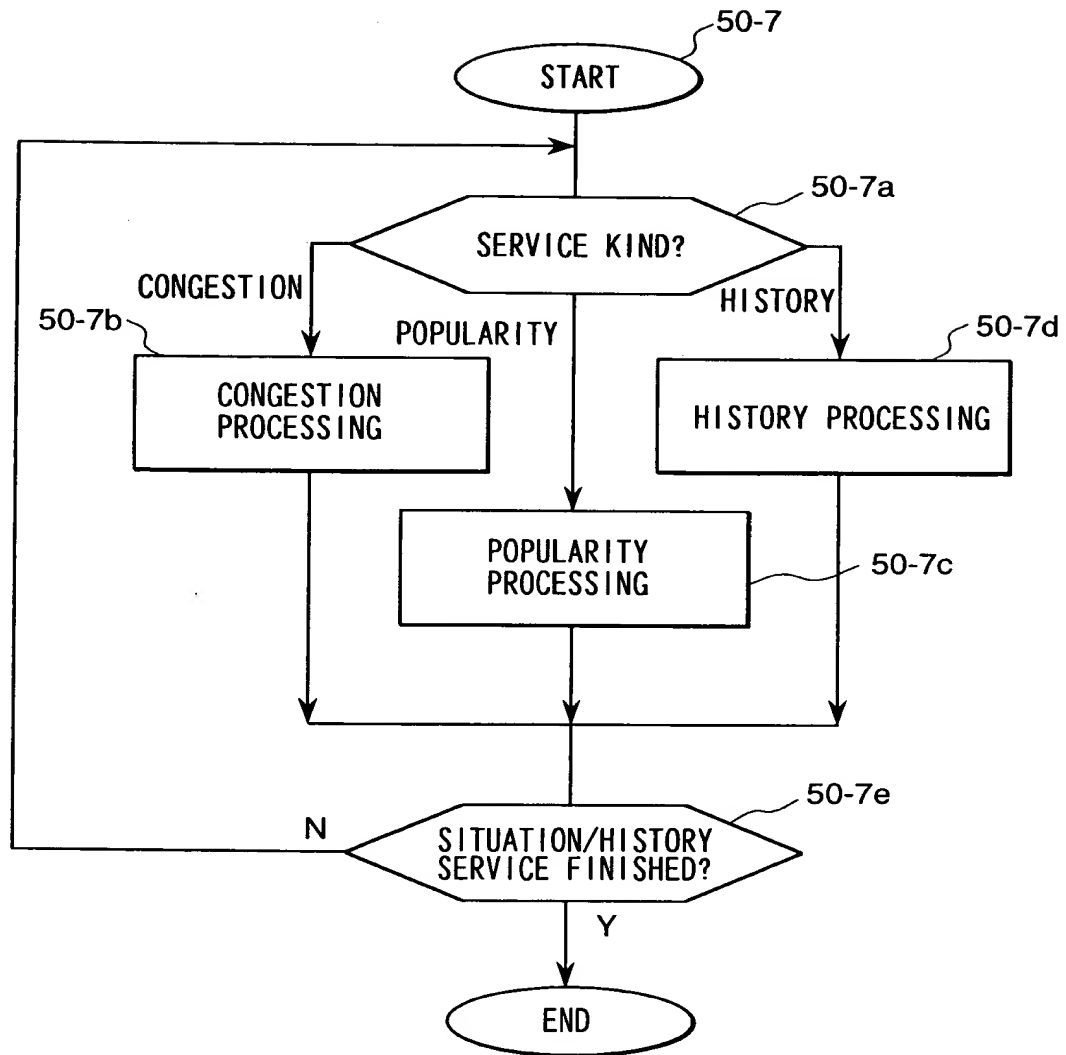 50-7
START
50-7a
SERVICE KIND?
CONGESTION
HISTORY
50-7b
POPULARITY
50-7d
CONGESTION
PROCESSING
HISTORY PROCESSING
POPULARITY
PROCESSING
50-7c
50-7e
N
SITUATION/HISTORY
SERVICE FINISHED?
Y
END